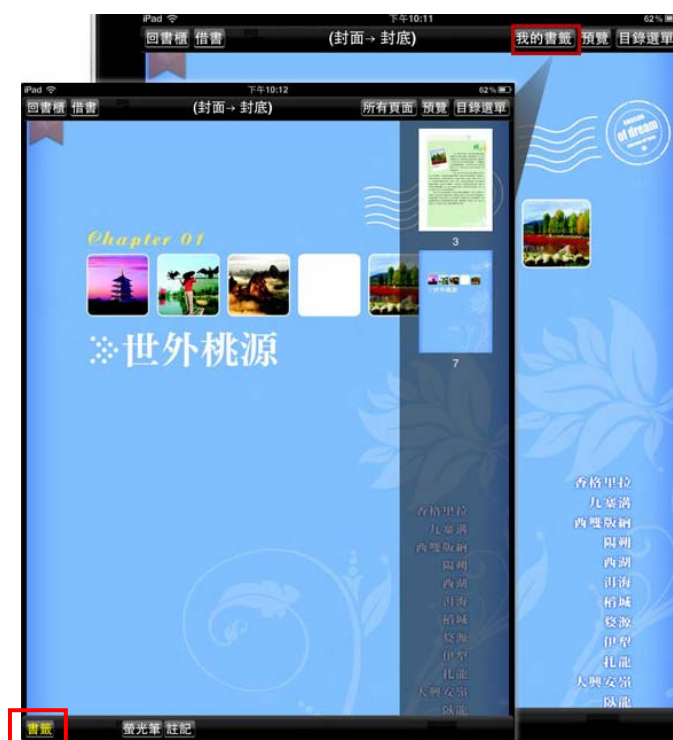 iPad 下午10:11 62%
回書櫃 借書 (封面→ 封底) 我的書籤 預覽 目錄選單
iPad 下午10:12 62%
回書櫃 借書 (封面→ 封底) 所有頁面 預覽 目錄選單
of dream
Chapter 01
3
世外桃源
7
香格里拉
九寨溝
西雙版納
陽朔
西湖
洱海
稻城
婺源
伊犁
扎龍
大興安嶺
臥龍
香格里拉
九寨溝
西雙版納
陽朔
西湖
洱海
稻城
婺源
伊犁
扎龍
大興安嶺
臥龍
書籤 螢光筆 註記